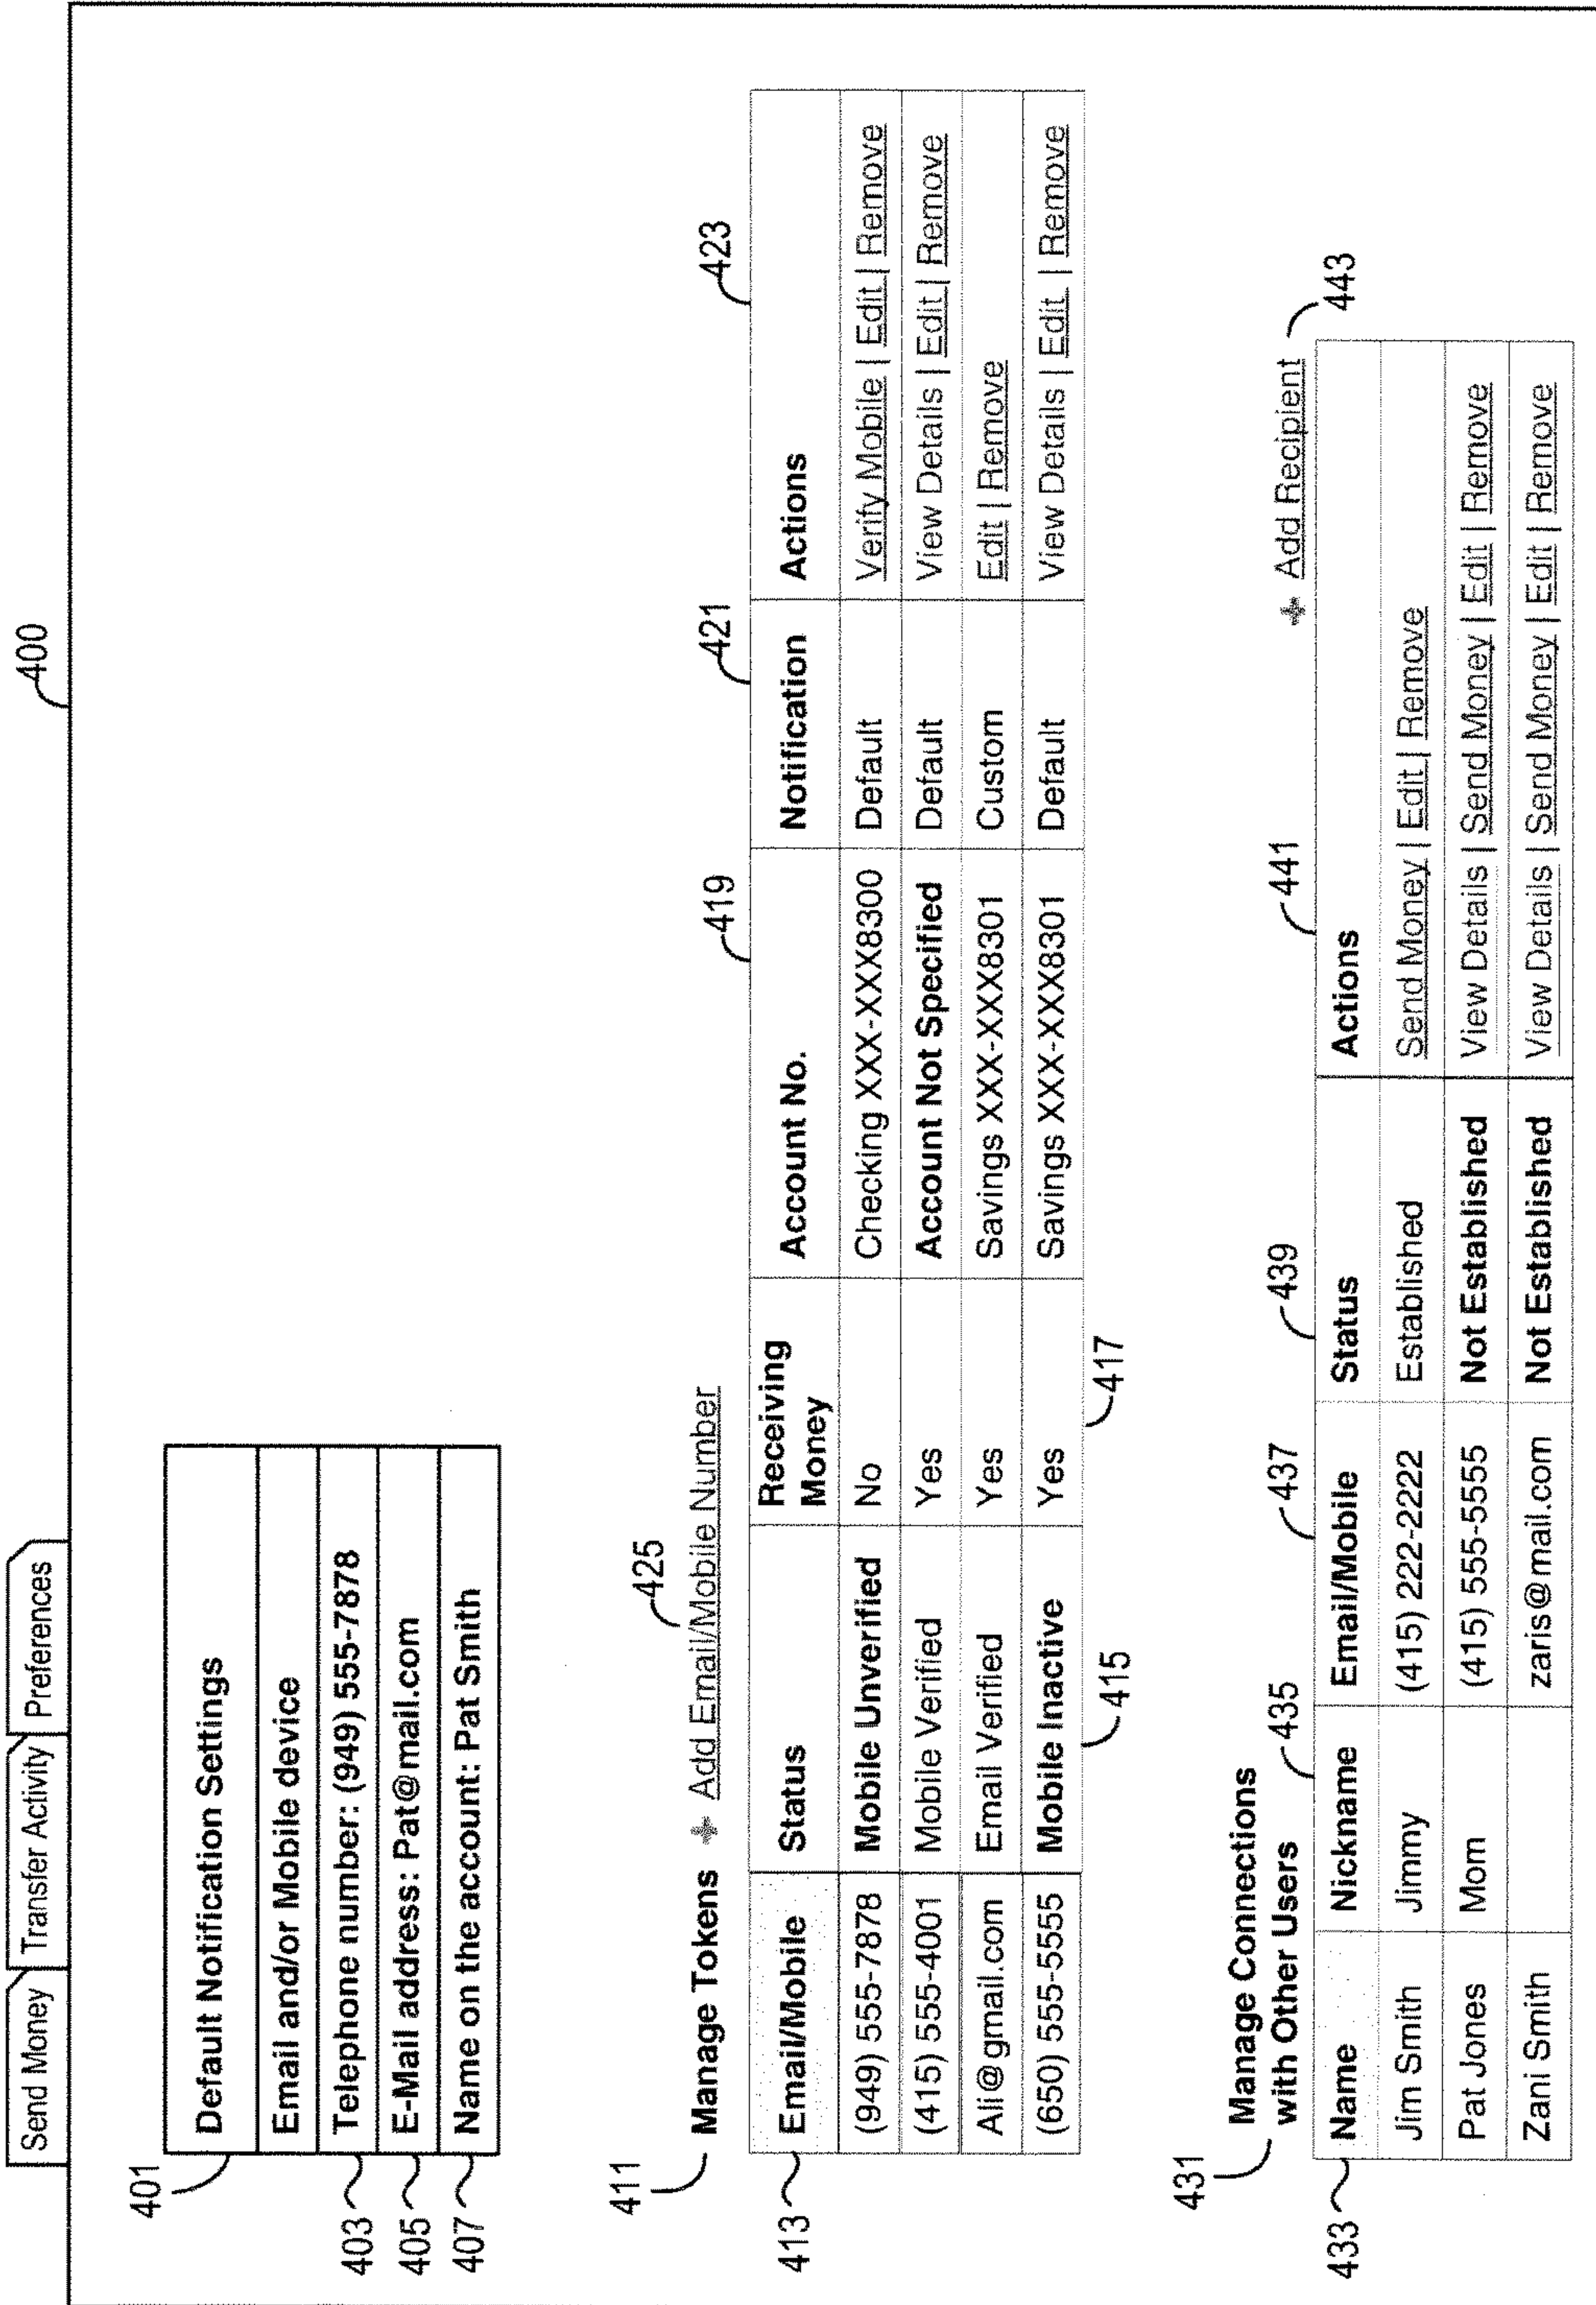 400
Send Money Transfer Activity Preferences
401
Default Notification Settings
Email and/or Mobile device
403 Telephone number: (949) 555-7878
405 E-Mail address: Pat@mail.com
407 Name on the account: Pat Smith
411 Manage Tokens + Add Email/Mobile Number 425
419 421 423
413 Email/Mobile Status Receiving Money Account No. Notification Actions
(949) 555-7878 Mobile Unverified No Checking XXX-XXX8300 Default Verify Mobile | Edit | Remove
(415) 555-4001 Mobile Verified Yes Account Not Specified Default View Details | Edit | Remove
Ali@gmail.com Email Verified Yes Savings XXX-XXX8301 Custom Edit | Remove
(650) 555-5555 Mobile Inactive Yes Savings XXX-XXX8301 Default View Details | Edit | Remove
415 417
431 Manage Connections
with Other Users 435 437 439 441 + Add Recipient 443
433 Name Nickname Email/Mobile Status Actions
Jim Smith Jimmy (415) 222-2222 Established Send Money | Edit | Remove
Pat Jones Mom (415) 555-5555 Not Established View Details | Send Money | Edit | Remove
Zani Smith zaris@mail.com Not Established View Details | Send Money | Edit | Remove